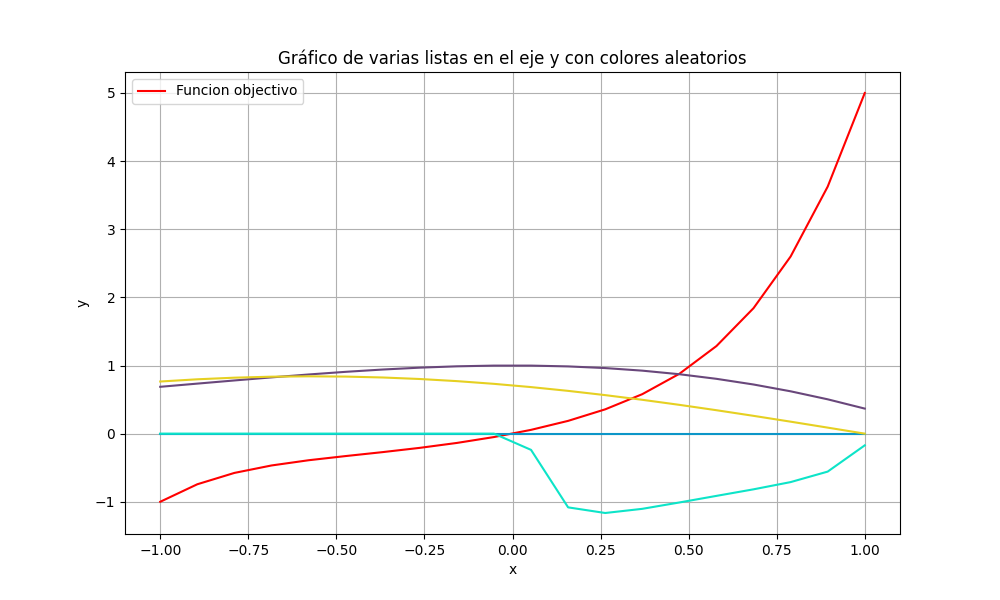 Gráfico de varias listas en el eje y con colores aleatorios
Funcion objectivo
5
4
3
2
1
0
−1
y
−1.00 −0.75 −0.50 −0.25 0.00 0.25 0.50 0.75 1.00
x